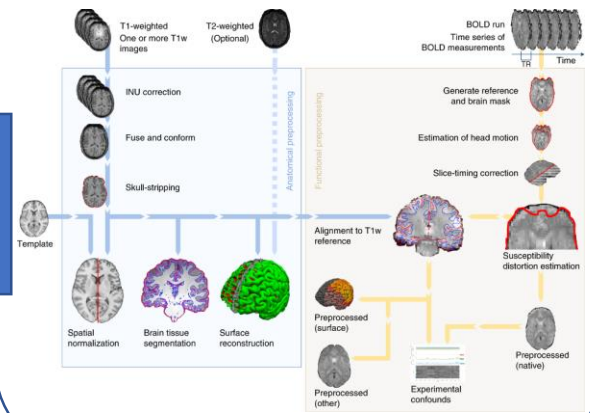 T1-weighted
One or more T1w
images
T2-weighted
(Optional)
INU correction
Fuse and conform
Skull-stripping
Template
Spatial
normalization
Brain tissue
segmentation
Surface
reconstruction
Anatomical preprocessing
Functional preprocessing
BOLD run
Time series of
BOLD measurements
TR
Time
Generate reference
and brain mask
Estimation of head motion
Slice-timing correction
Alignment to T1w
reference
Susceptibility
distortion estimation
Preprocessed
(surface)
Preprocessed
(other)
Experimental
confounds
Preprocessed
(native)